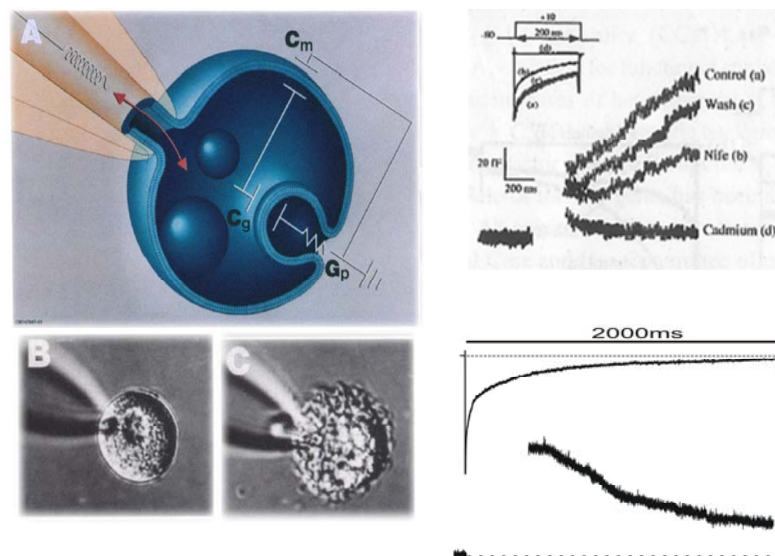 A
Cm
Cg
Gp
B
C
+10
-80
200 ms
(d)
(b)
(c)
(a)
Control (a)
Wash (c)
Nife (b)
Cadmium (d)
20 fF
200 ms
2000ms